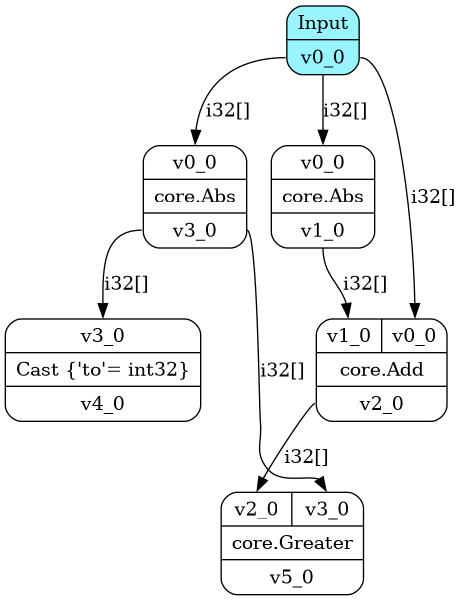 Input
v0_0
i32[] i32[]
v0_0 v0_0
core.Abs core.Abs
v3_0 v1_0
i32[]
i32[] i32[]
v3_0 v1_0 v0_0
Cast {'to'= int32} core.Add
v4_0 v2_0
i32[]
i32[]
v2_0 v3_0
core.Greater
v5_0